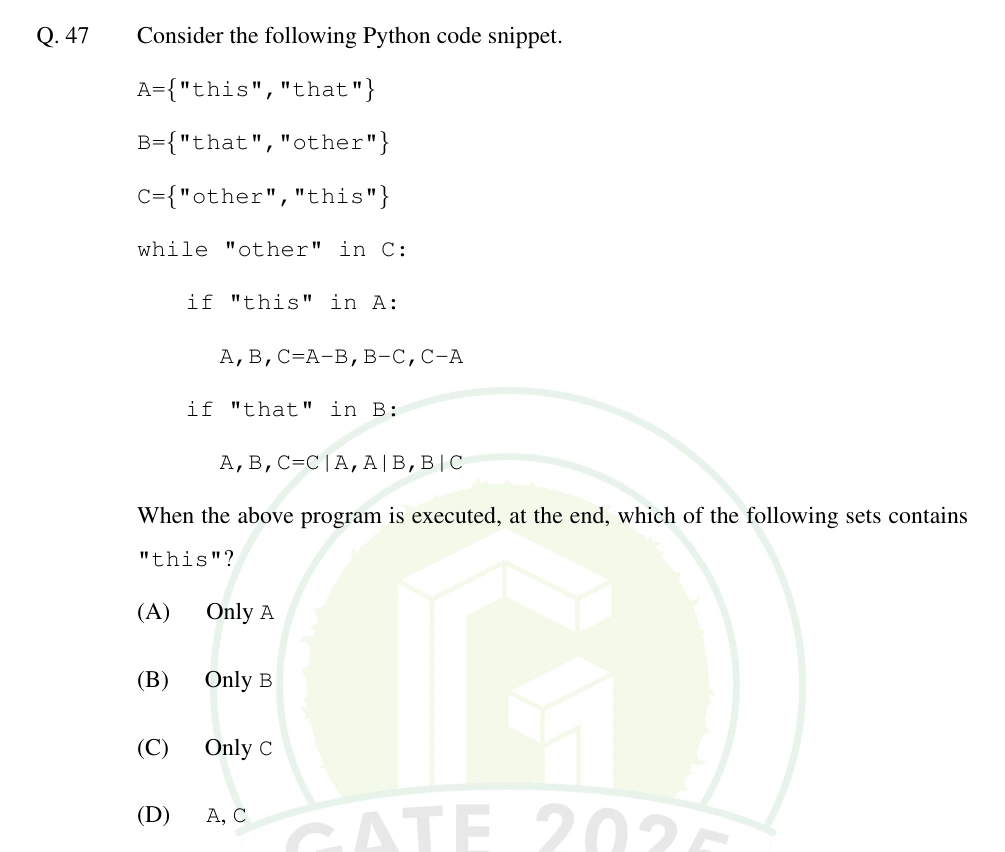 Q. 47 Consider the following Python code snippet.
A={"this","that"}
B={"that","other"}
C={"other","this"}
while "other" in C:
if "this" in A:
A,B,C=A-B,B-C,C-A
if "that" in B:
A,B,C=C|A,A|B,B|C
When the above program is executed, at the end, which of the following sets contains
"this"?
(A) Only A
(B) Only B
(C) Only C
(D) A, C
GATE 2025